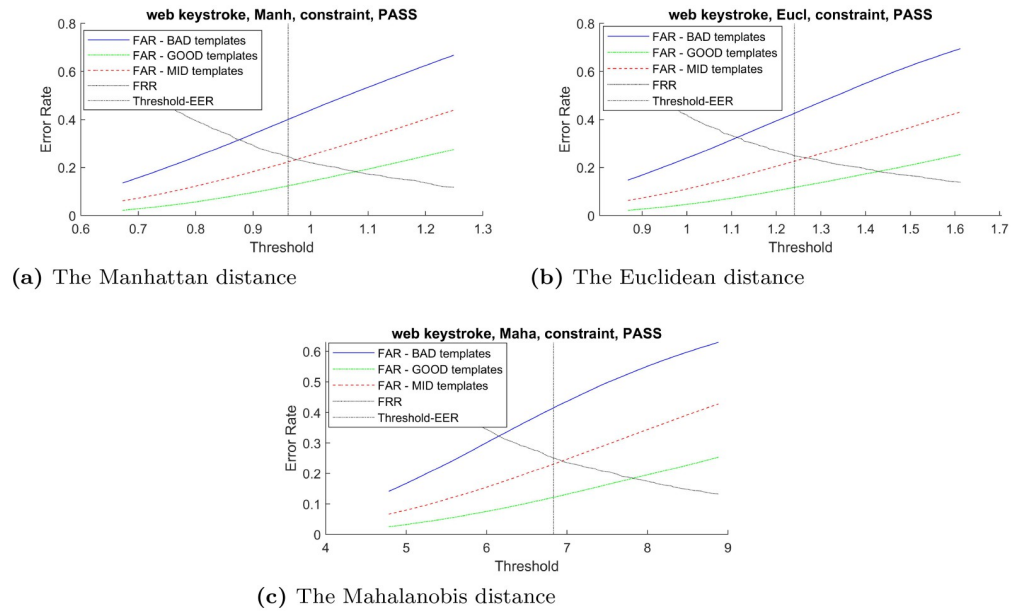 web keystroke, Manh, constraint, PASS
0.8
0.6
0.4
0.2
0
Error Rate
FAR - BAD templates
FAR - GOOD templates
FAR - MID templates
FRR
Threshold-EER
0.6 0.7 0.8 0.9 1 1.1 1.2 1.3
Threshold
(a) The Manhattan distance
web keystroke, Eucl, constraint, PASS
0.8
0.6
0.4
0.2
0
Error Rate
FAR - BAD templates
FAR - GOOD templates
FAR - MID templates
FRR
Threshold-EER
0.9 1 1.1 1.2 1.3 1.4 1.5 1.6 1.7
Threshold
(b) The Euclidean distance
web keystroke, Maha, constraint, PASS
0.6
0.5
0.4
0.3
0.2
0.1
0
Error Rate
FAR - BAD templates
FAR - GOOD templates
FAR - MID templates
FRR
Threshold-EER
4 5 6 7 8 9
Threshold
(c) The Mahalanobis distance